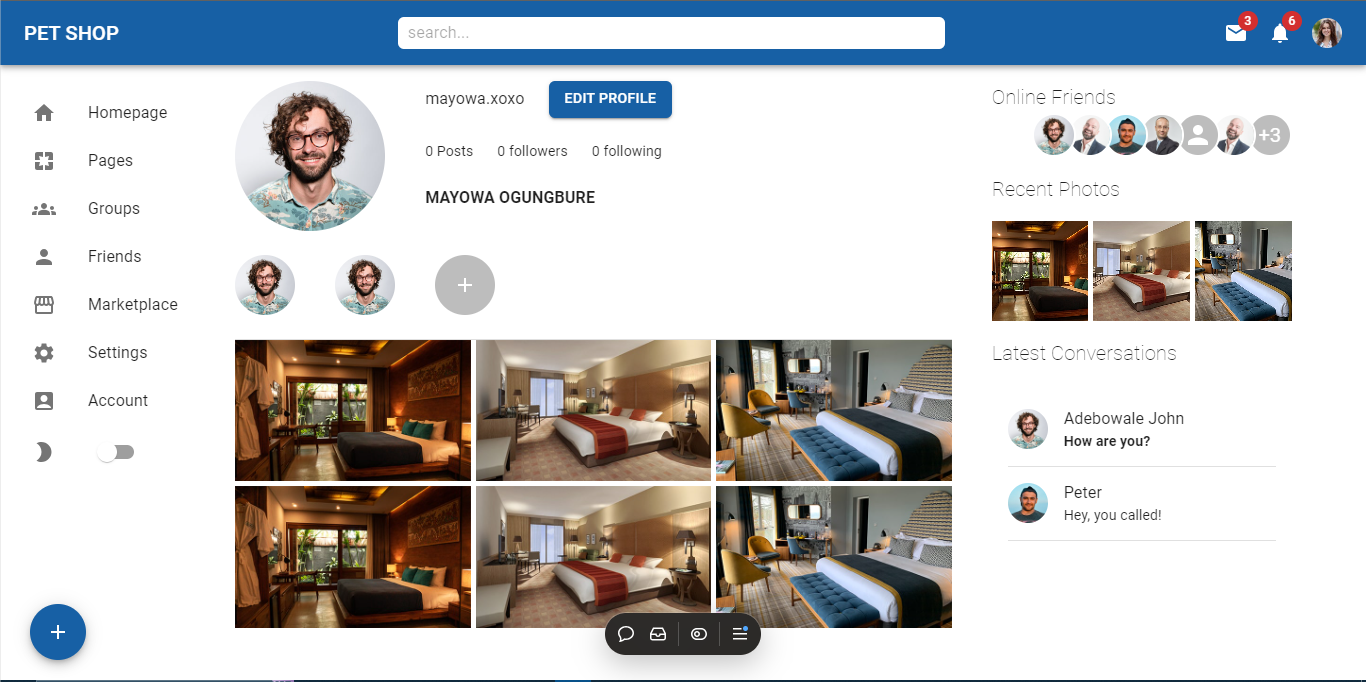 PET SHOP
search...
3
6
Homepage
Pages
Groups
Friends
Marketplace
Settings
Account
mayowa.xoxo
EDIT PROFILE
0 Posts 0 followers 0 following
MAYOWA OGUNGBURE
Online Friends
+3
Recent Photos
Latest Conversations
Adebowale John
How are you?
Peter
Hey, you called!